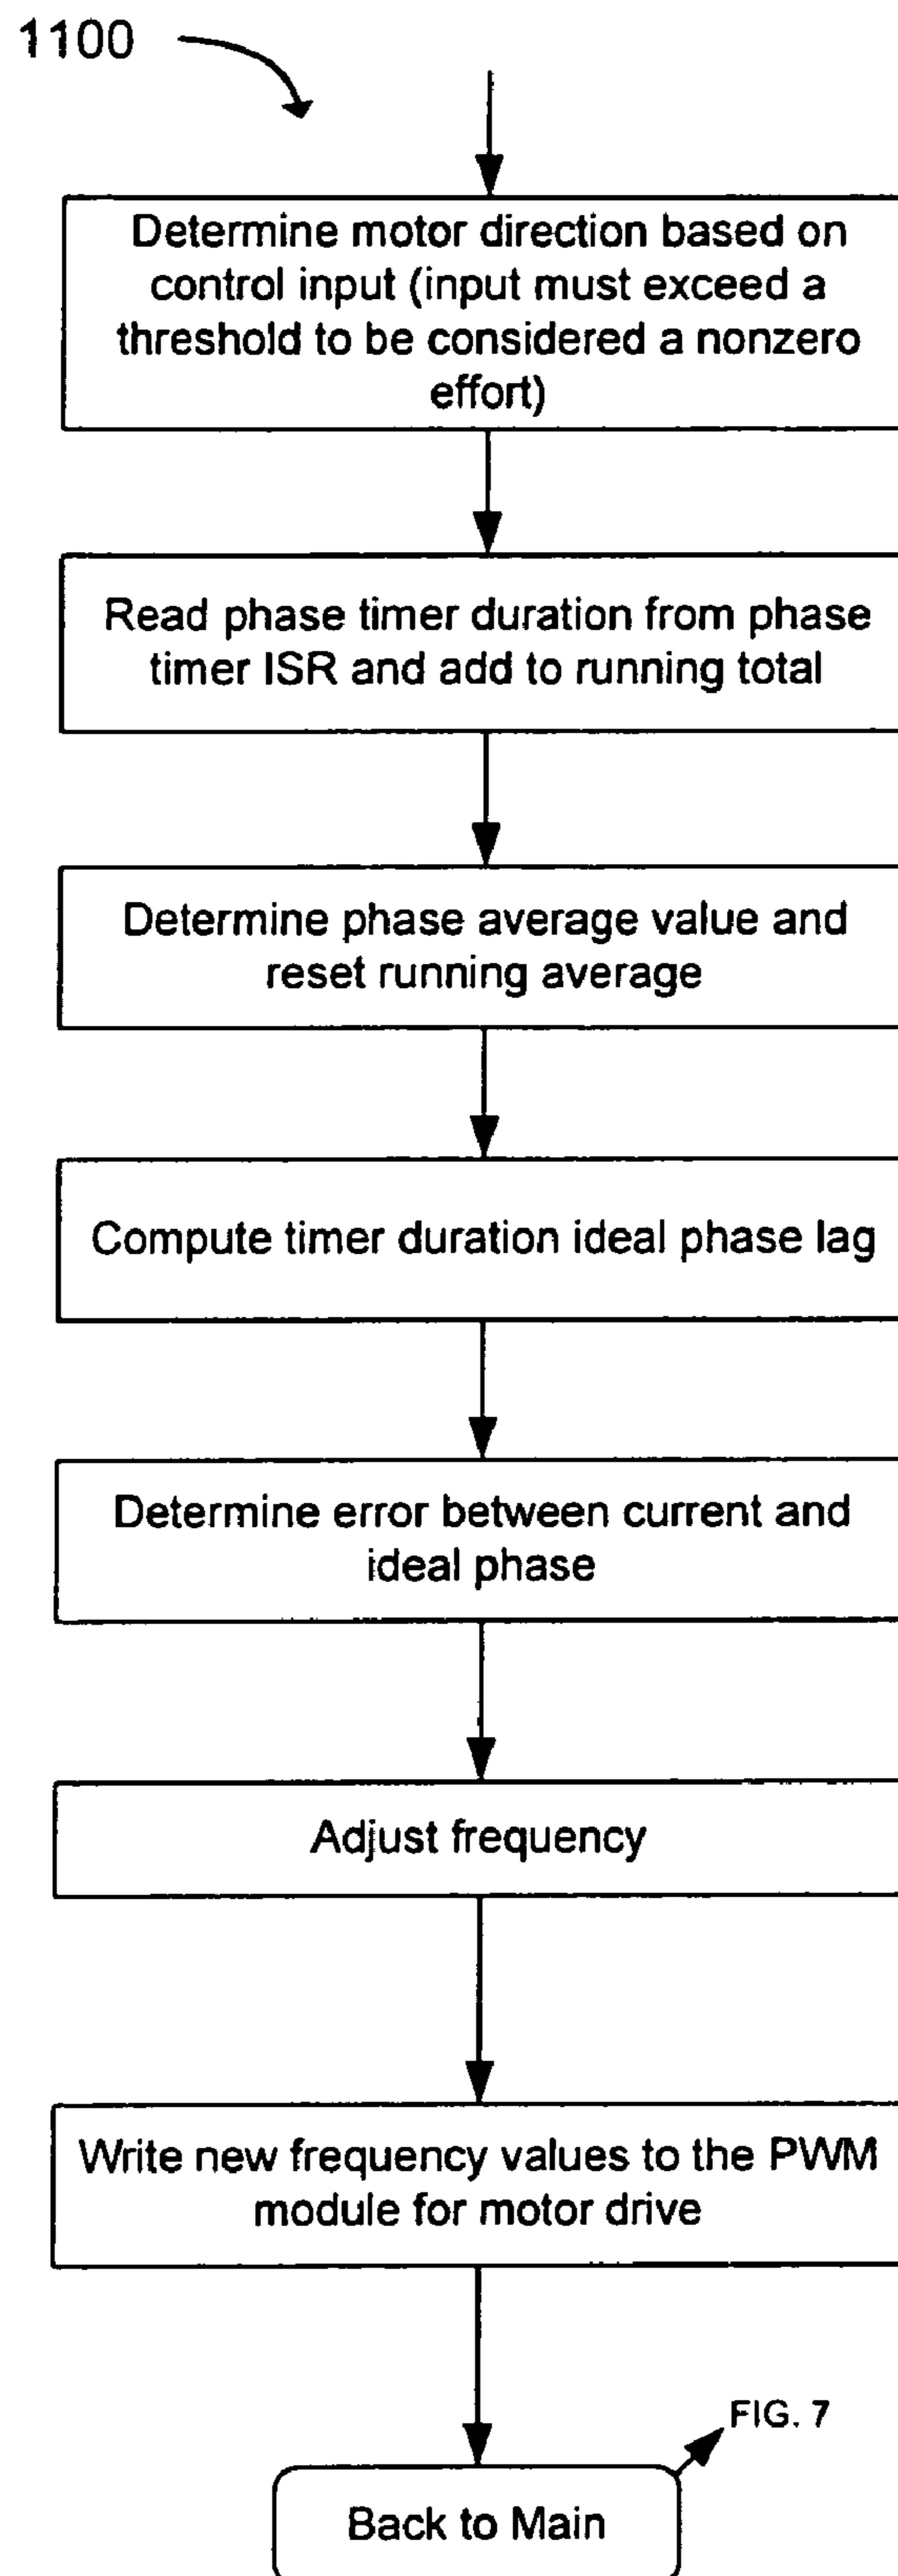 1100
Determine motor direction based on
control input (input must exceed a
threshold to be considered a nonzero
effort)
Read phase timer duration from phase
timer ISR and add to running total
Determine phase average value and
reset running average
Compute timer duration ideal phase lag
Determine error between current and
ideal phase
Adjust frequency
Write new frequency values to the PWM
module for motor drive
FIG. 7
Back to Main